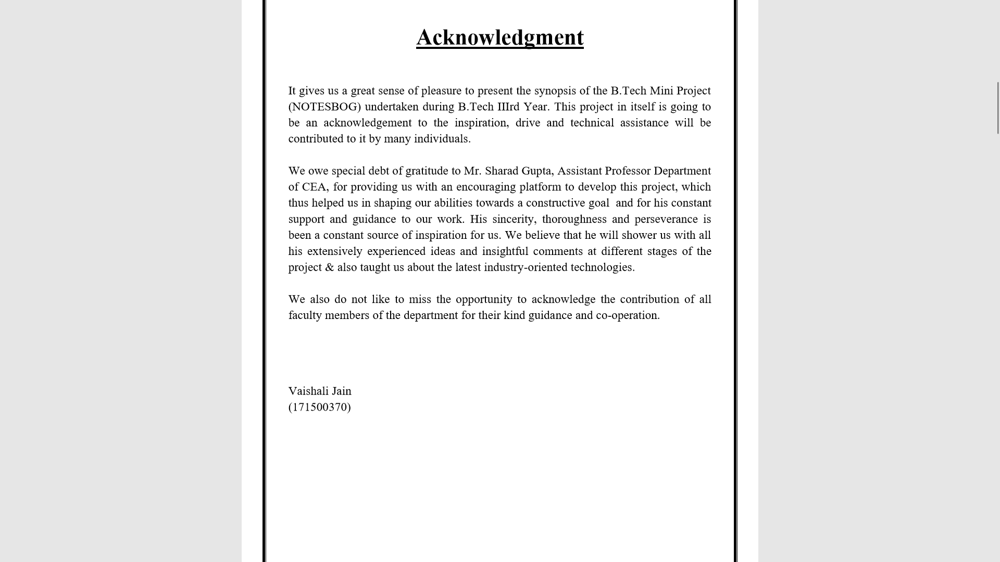 Acknowledgment
It gives us a great sense of pleasure to present the synopsis of the B.Tech Mini Project
(NOTESBOG) undertaken during B.Tech IIIrd Year. This project in itself is going to
be an acknowledgement to the inspiration, drive and technical assistance will be
contributed to it by many individuals.
We owe special debt of gratitude to Mr. Sharad Gupta, Assistant Professor Department
of CEA, for providing us with an encouraging platform to develop this project, which
thus helped us in shaping our abilities towards a constructive goal  and for his constant
support and guidance to our work. His sincerity, thoroughness and perseverance is
been a constant source of inspiration for us. We believe that he will shower us with all
his extensively experienced ideas and insightful comments at different stages of the
project & also taught us about the latest industry-oriented technologies.
We also do not like to miss the opportunity to acknowledge the contribution of all
faculty members of the department for their kind guidance and co-operation.
Vaishali Jain
(171500370)